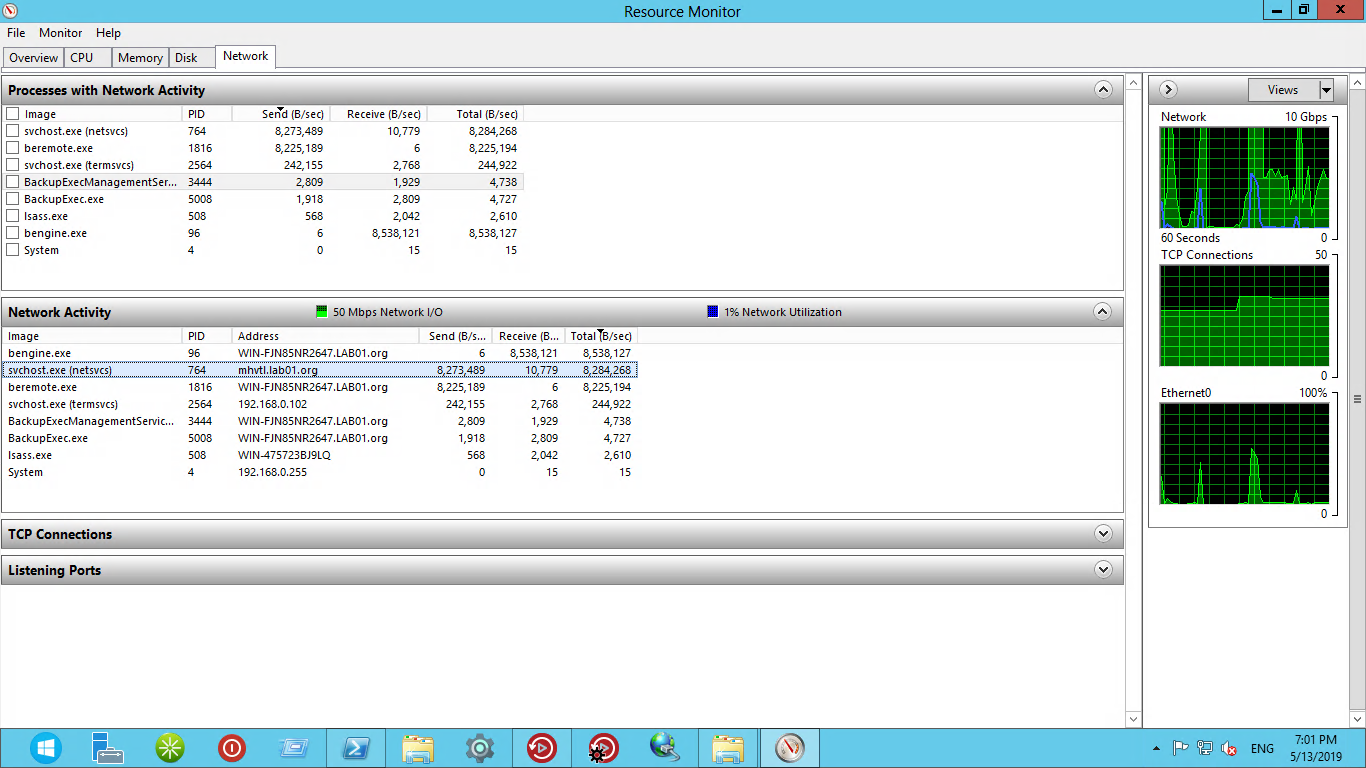 Resource Monitor
File Monitor Help
Overview CPU Memory Disk Network
Processes with Network Activity
Image PID Send (B/sec) Receive (B/sec) Total (B/sec)
svchost.exe (netsvcs) 764 8,273,489 10,779 8,284,268
beremote.exe 1816 8,225,189 6 8,225,194
svchost.exe (termsvcs) 2564 242,155 2,768 244,922
BackupExecManagementSer... 3444 2,809 1,929 4,738
BackupExec.exe 5008 1,918 2,809 4,727
lsass.exe 508 568 2,042 2,610
bengine.exe 96 6 8,538,121 8,538,127
System 4 0 15 15
Network Activity 50 Mbps Network I/O 1% Network Utilization
Image PID Address Send (B/s... Receive (B... Total (B/sec)
bengine.exe 96 WIN-FJN85NR2647.LAB01.org 6 8,538,121 8,538,127
svchost.exe (netsvcs) 764 mhvtl.lab01.org 8,273,489 10,779 8,284,268
beremote.exe 1816 WIN-FJN85NR2647.LAB01.org 8,225,189 6 8,225,194
svchost.exe (termsvcs) 2564 192.168.0.102 242,155 2,768 244,922
BackupExecManagementServic... 3444 WIN-FJN85NR2647.LAB01.org 2,809 1,929 4,738
BackupExec.exe 5008 WIN-FJN85NR2647.LAB01.org 1,918 2,809 4,727
lsass.exe 508 WIN-475723BJ9LQ 568 2,042 2,610
System 4 192.168.0.255 0 15 15
TCP Connections
Listening Ports
Views
Network 10 Gbps
60 Seconds 0
TCP Connections 50
0
Ethernet0 100%
0
ENG
7:01 PM
5/13/2019